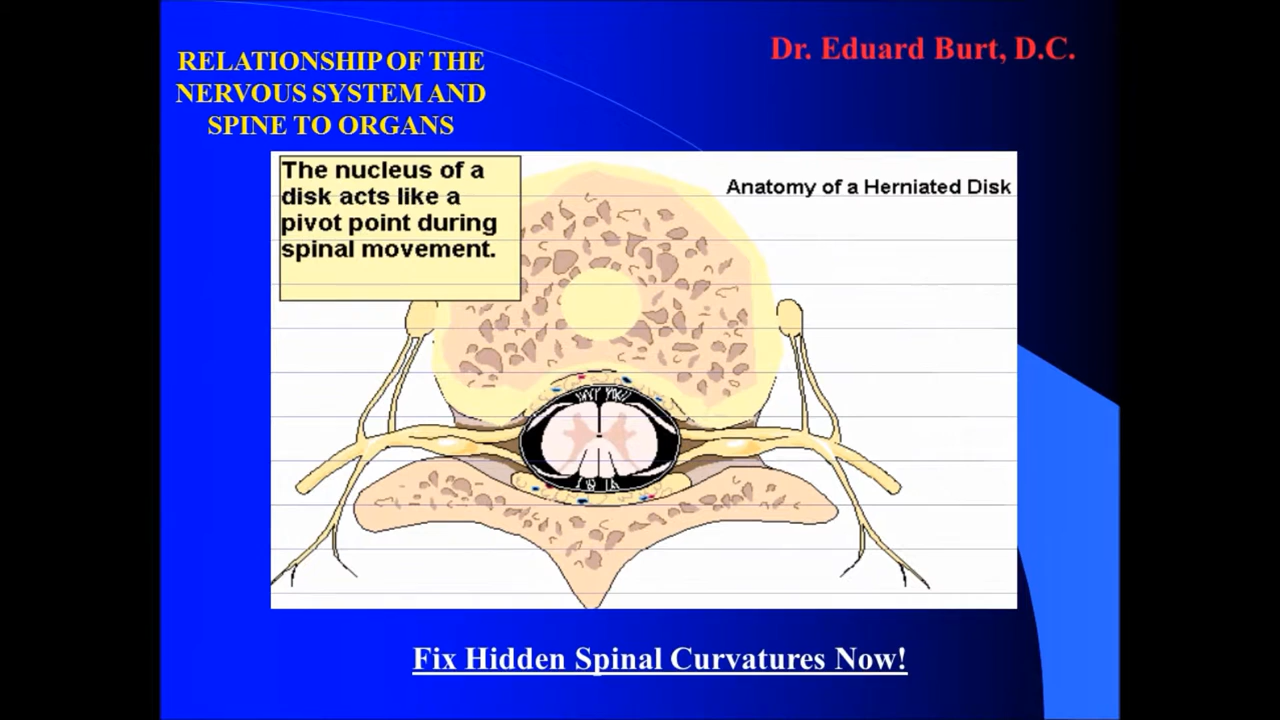 RELATIONSHIP OF THE
NERVOUS SYSTEM AND
SPINE TO ORGANS
Dr. Eduard Burt, D.C.
The nucleus of a
disk acts like a
pivot point during
spinal movement.
Anatomy of a Herniated Disk
Fix Hidden Spinal Curvatures Now!